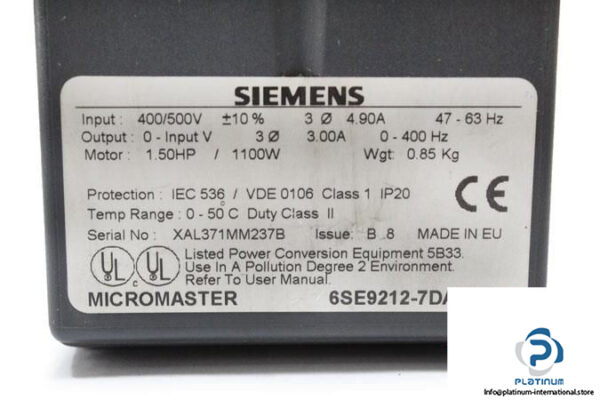 SIEMENS
Input : 400/500V ±10 % 3 Ø 4.90A 47 - 63 Hz
Output : 0 - Input V 3 Ø 3.00A 0 - 400 Hz
Motor : 1.50HP / 1100W Wgt: 0.85 Kg
Protection : IEC 536 / VDE 0106 Class 1 IP20
Temp Range : 0 - 50 C Duty Class II
CE
Serial No : XAL371MM237B Issue: B 8 MADE IN EU
UL UL Listed Power Conversion Equipment 5B33.
C Use In A Pollution Degree 2 Environment.
Refer To User Manual.
MICROMASTER 6SE9212-7DA
PLATINUM
Info@platinum-international.store